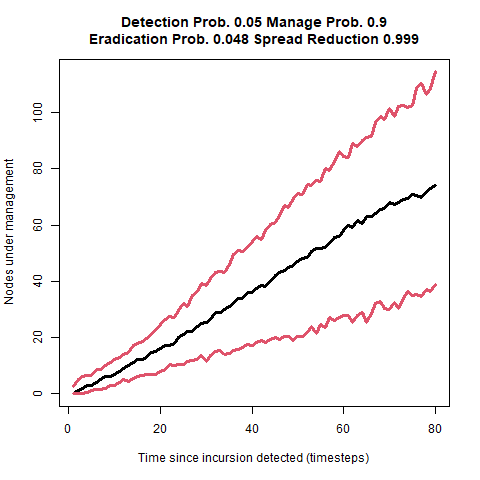 Detection Prob. 0.05 Manage Prob. 0.9
Eradication Prob. 0.048 Spread Reduction 0.999
Nodes under management
100
80
60
40
20
0
0 20 40 60 80
Time since incursion detected (timesteps)